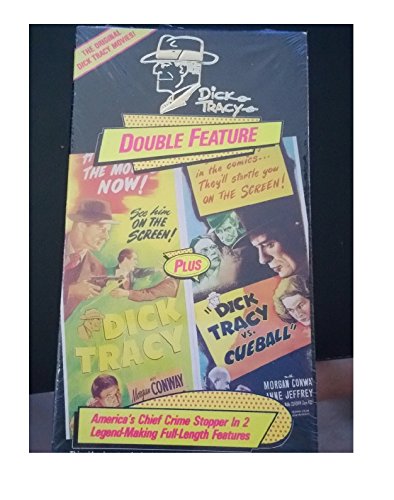 THE ORIGINAL
DICK TRACY MOVIES!
DICK
TRACY
DOUBLE FEATURE
THE MO
NOW!
See him
ON THE
SCREEN!
DICK
TRACY
Morgan CONWAY
PLUS
in the comics...
They'll startle you
ON THE SCREEN!
"DICK
TRACY
VS.
CUEBALL"
MORGAN CONWA
ANNE JEFFREY
America's Chief Crime Stopper in 2
Legend-Making Full-Length Features